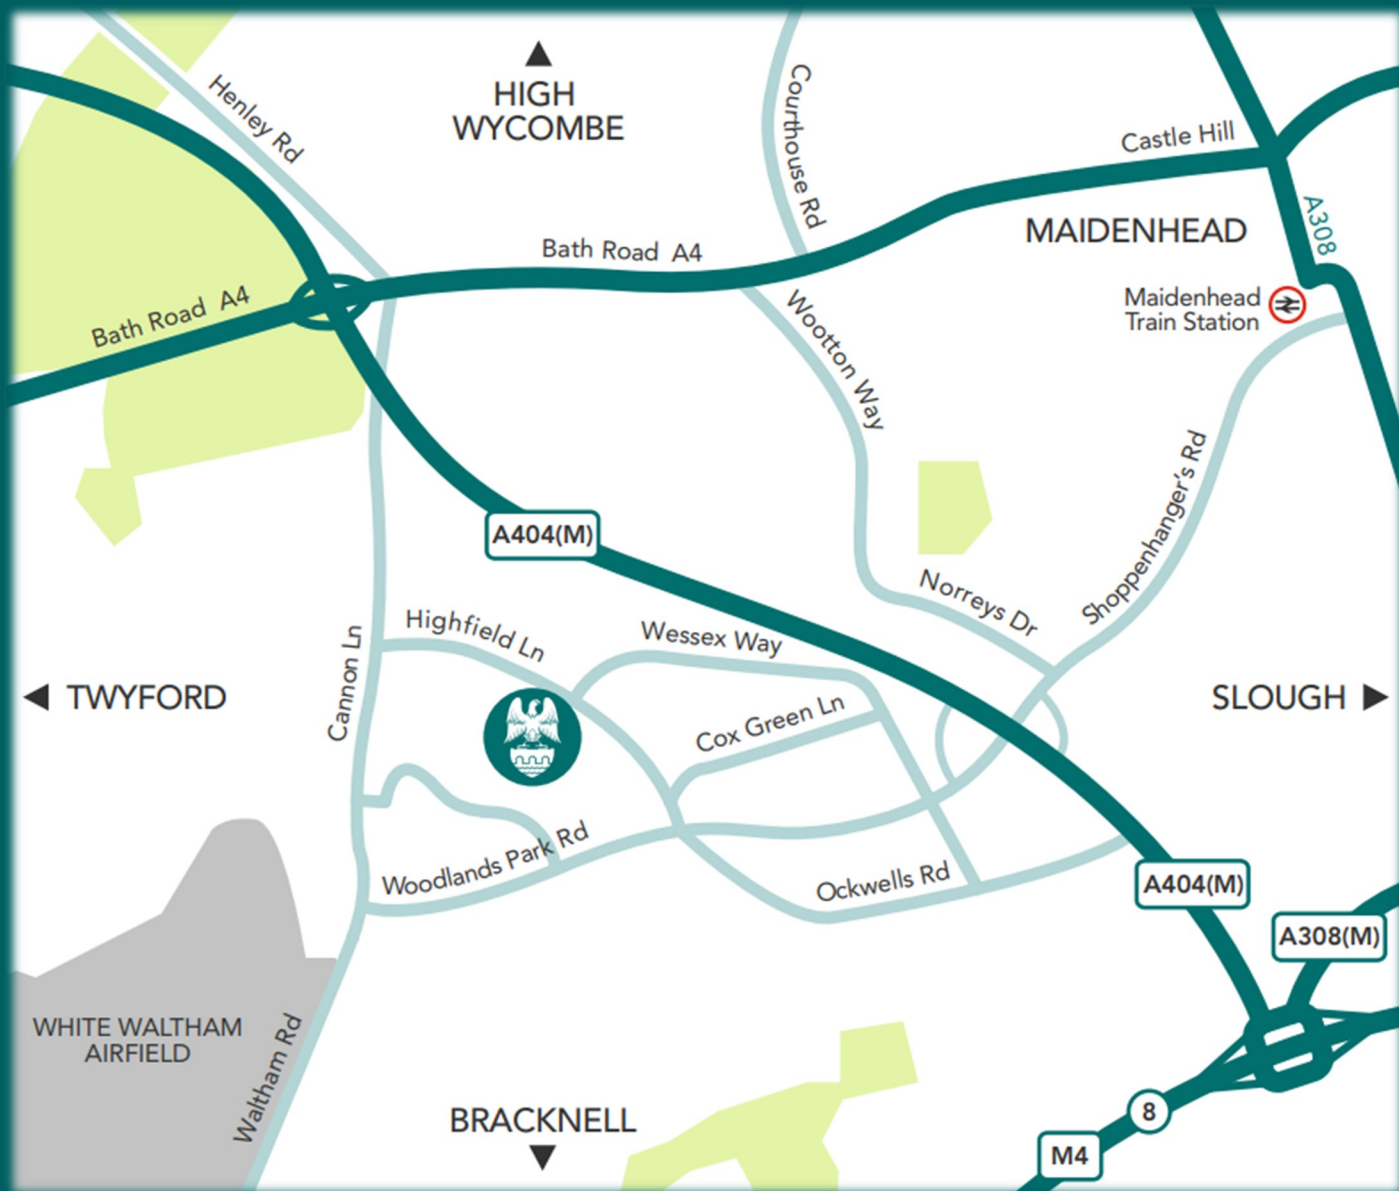 Henley Rd
HIGH
WYCOMBE
Courthouse Rd
Castle Hill
A308
MAIDENHEAD
Bath Road A4
Bath Road A4
Maidenhead
Train Station
Wootton Way
Shoppenhanger's Rd
A404(M)
Norreys Dr
Highfield Ln
Wessex Way
Cannon Ln
TWYFORD
SLOUGH
Cox Green Ln
Woodlands Park Rd
Ockwells Rd
A404(M)
A308(M)
WHITE WALTHAM
AIRFIELD
Waltham Rd
BRACKNELL
8
M4